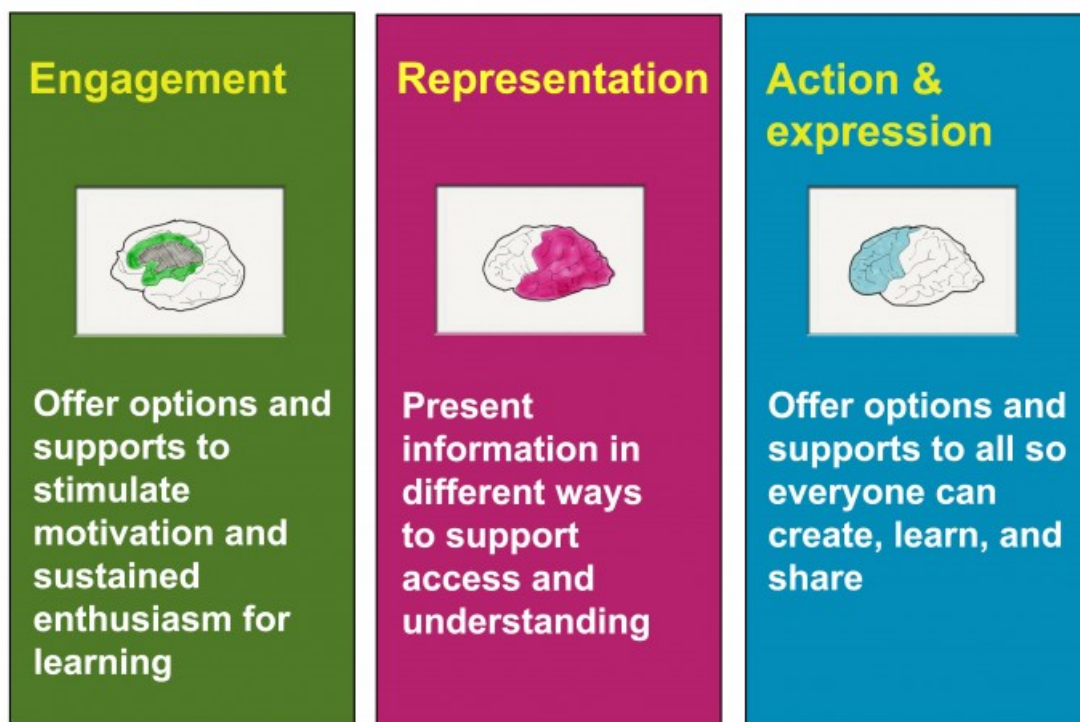 Engagement
Offer options and
supports to
stimulate
motivation and
sustained
enthusiasm for
learning
Representation
Present
information in
different ways
to support
access and
understanding
Action &
expression
Offer options and
supports to all so
everyone can
create, learn, and
share